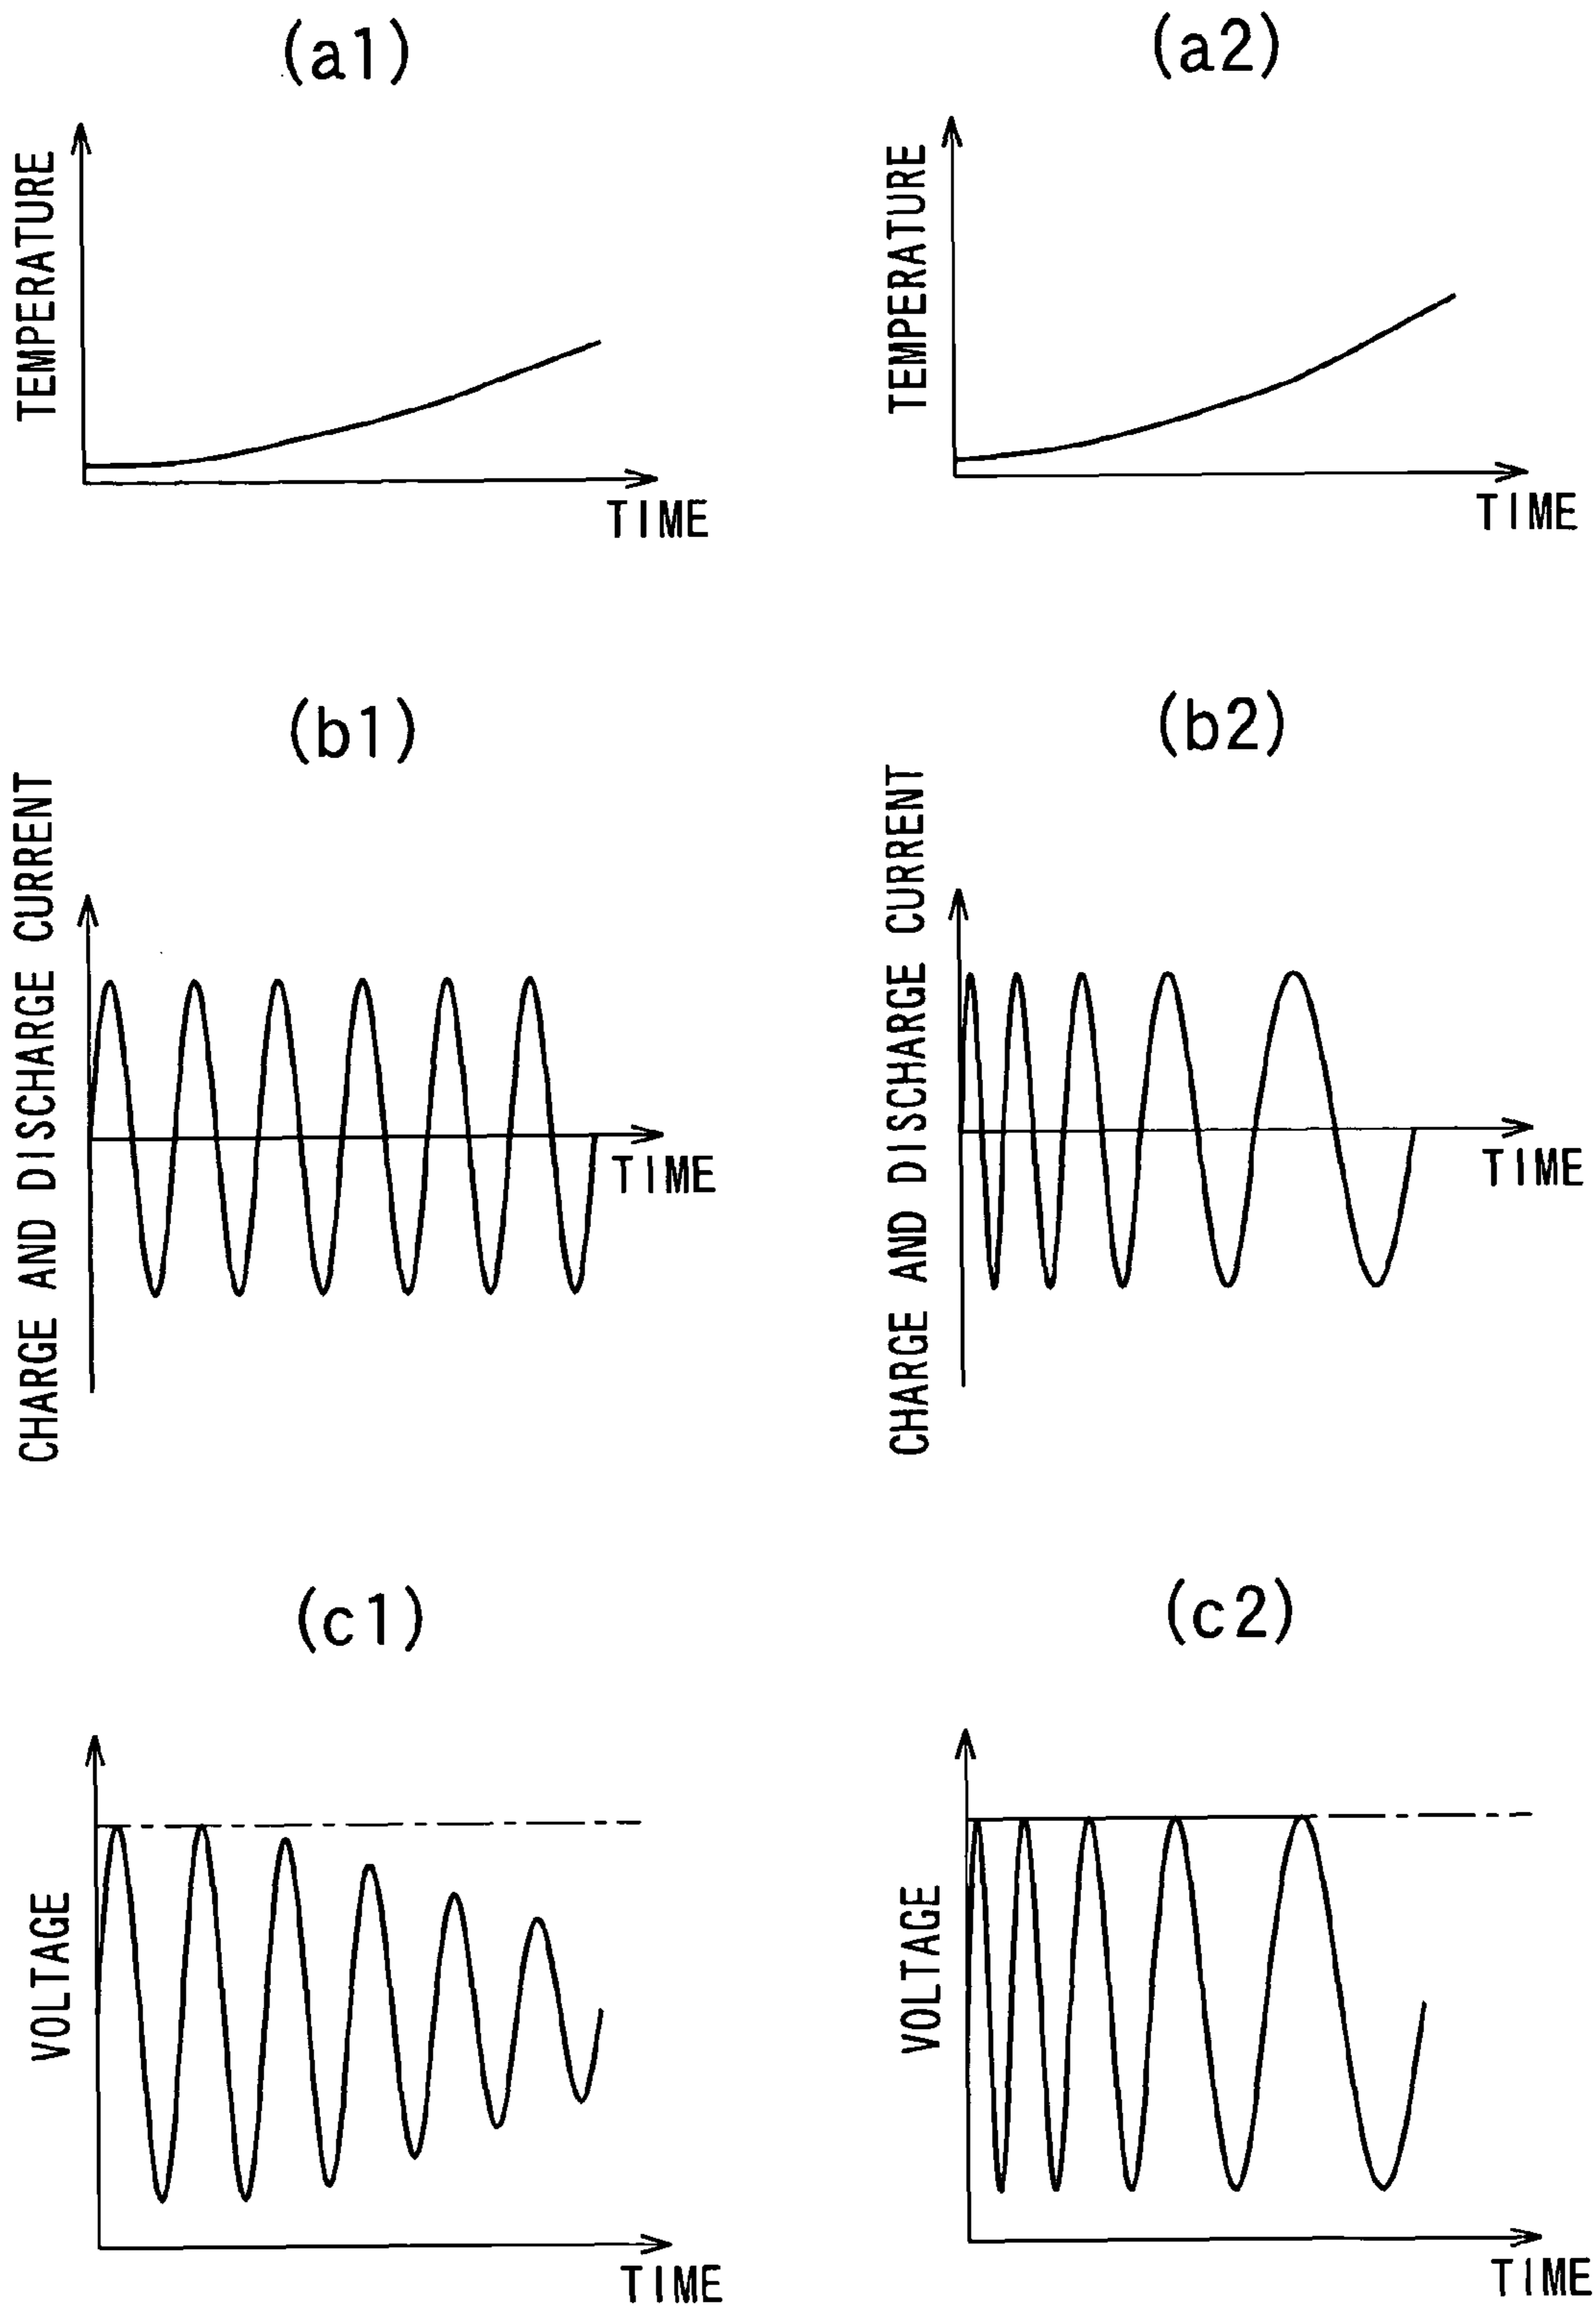 (a1)
(a2)
TEMPERATURE
TIME
TEMPERATURE
TIME
(b1)
(b2)
CHARGE AND DISCHARGE CURRENT
TIME
CHARGE AND DISCHARGE CURRENT
TIME
(c1)
(c2)
VOLTAGE
TIME
VOLTAGE
TIME